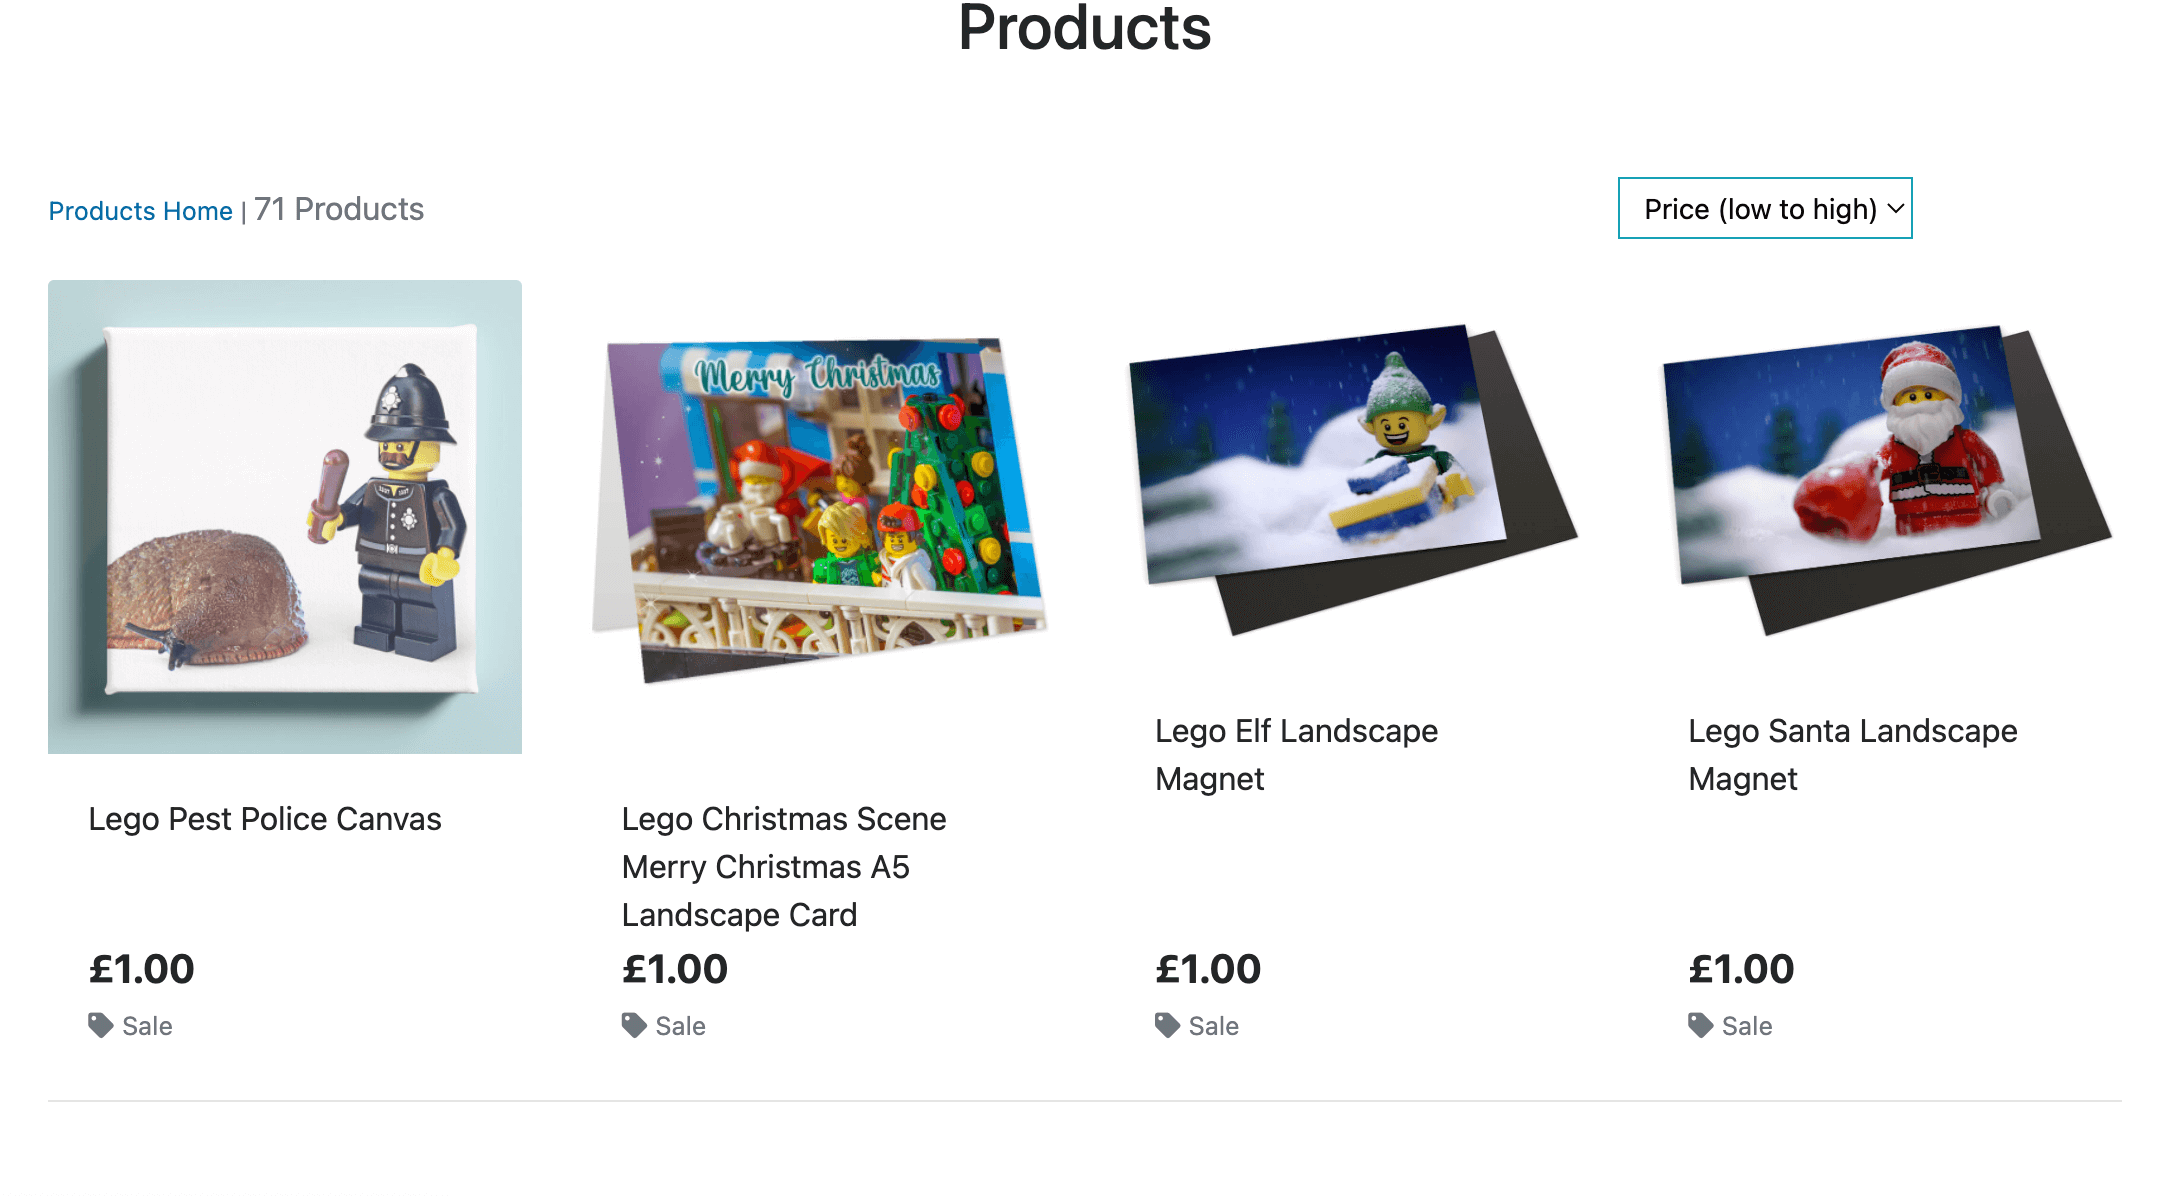 Products
Products Home | 71 Products
Price (low to high)
Merry Christmas
Lego Pest Police Canvas
£1.00
Sale
Lego Christmas Scene
Merry Christmas A5
Landscape Card
£1.00
Sale
Lego Elf Landscape
Magnet
£1.00
Sale
Lego Santa Landscape
Magnet
£1.00
Sale